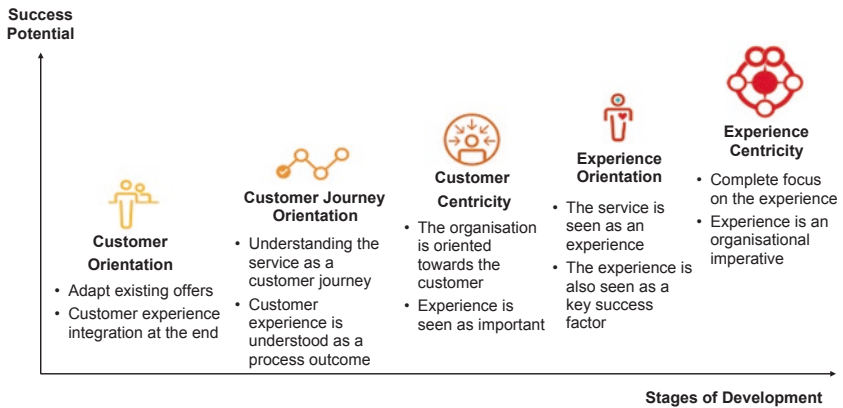 Success
Potential
Customer
Orientation
• Adapt existing offers
• Customer experience
integration at the end
Customer Journey
Orientation
• Understanding the
service as a
customer journey
• Customer
experience is
understood as a
process outcome
Customer
Centricity
• The organisation
is oriented
towards the
customer
• Experience is
seen as important
Experience
Orientation
• The service is
seen as an
experience
• The experience is
also seen as a
key success
factor
Experience
Centricity
• Complete focus
on the experience
• Experience is an
organisational
imperative
Stages of Development